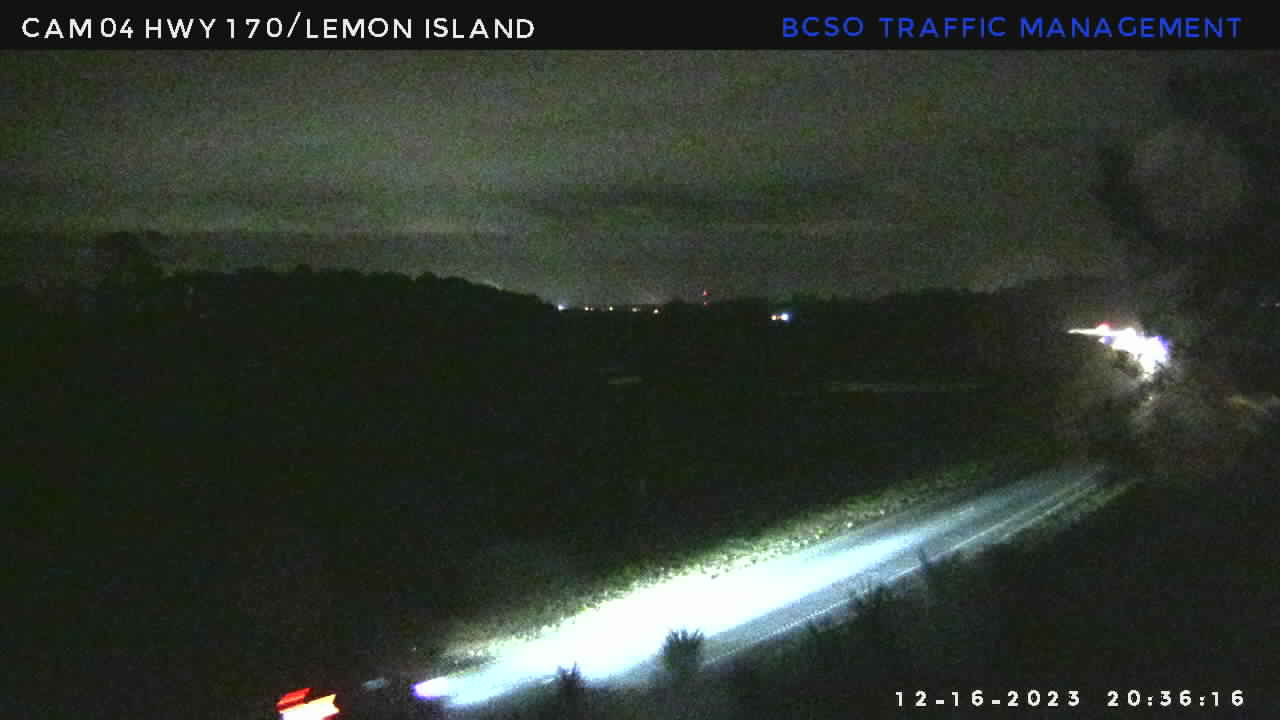 CAM04 HWY 170/LEMON ISLAND
BCSO TRAFFIC MANAGEMENT
12-16-2023 20:36:16